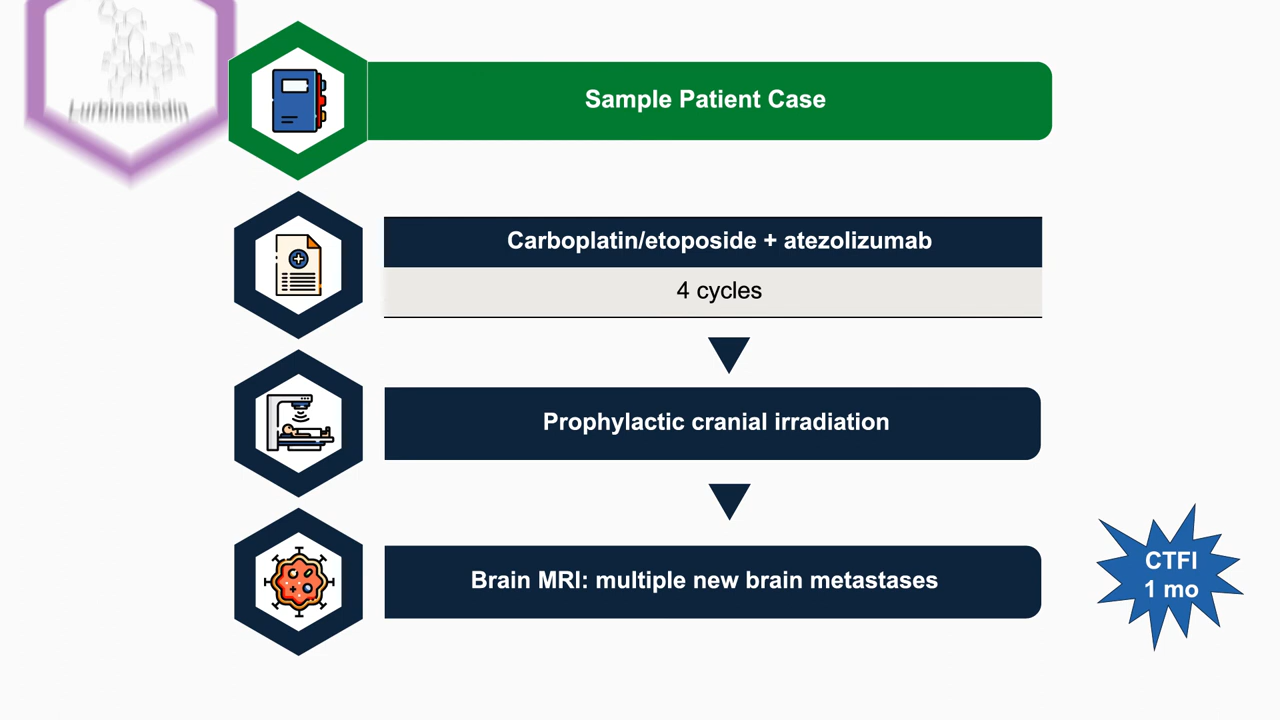 Lurbinectedin
Sample Patient Case
Carboplatin/etoposide + atezolizumab
4 cycles
Prophylactic cranial irradiation
Brain MRI: multiple new brain metastases
CTFI
1 mo